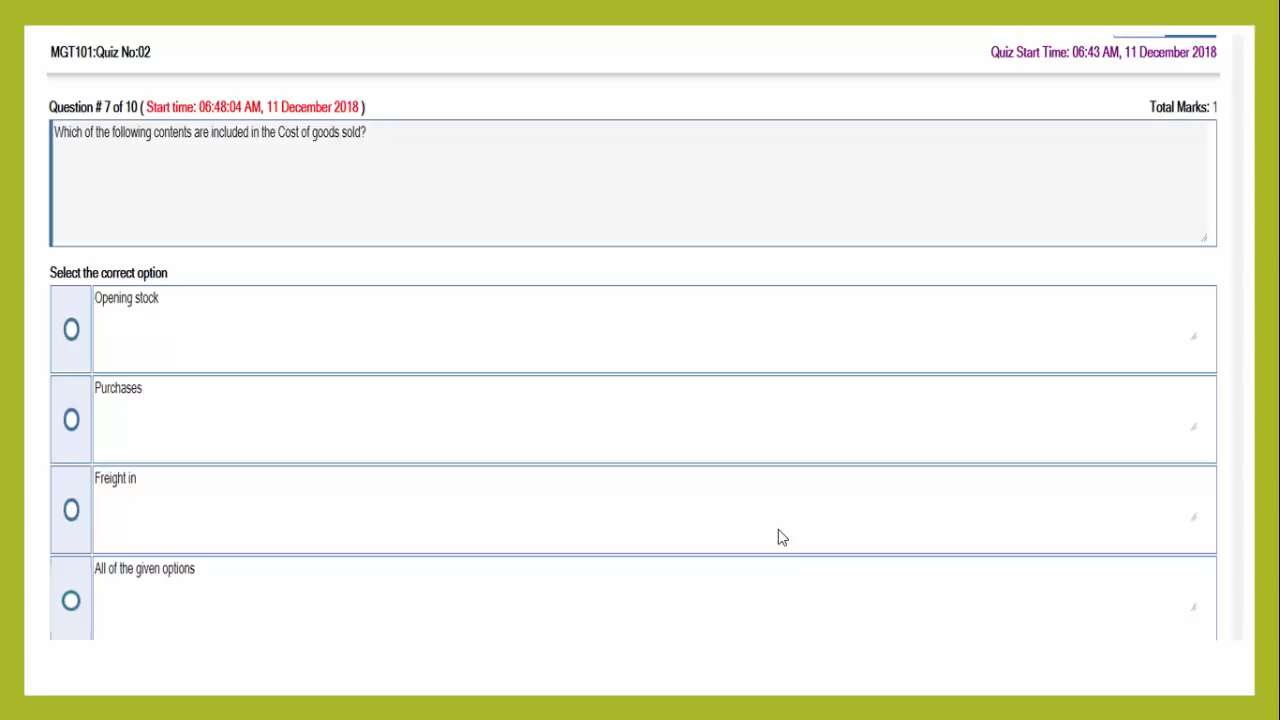 MGT101:Quiz No:02
Quiz Start Time: 06:43 AM, 11 December 2018
Question # 7 of 10 ( Start time: 06:48:04 AM, 11 December 2018 )
Total Marks: 1
Which of the following contents are included in the Cost of goods sold?
Select the correct option
Opening stock
Purchases
Freight in
All of the given options